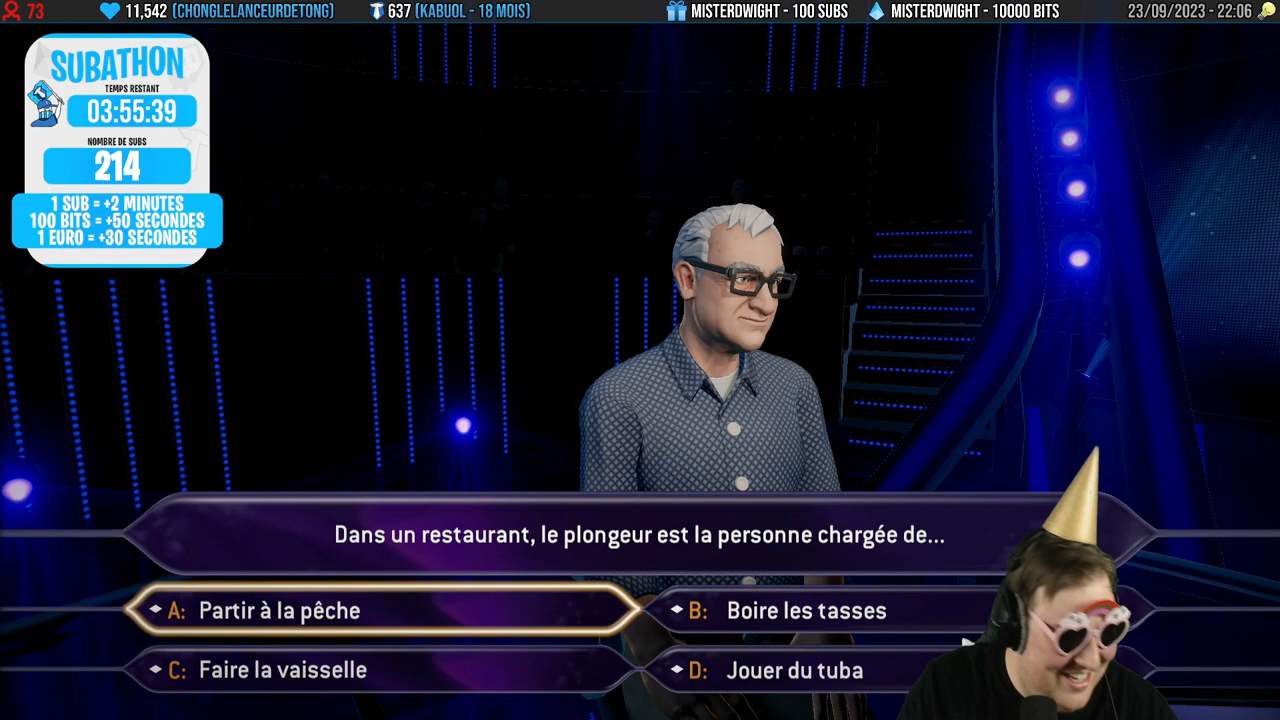 73
11,542 (CHONGLELANCEURDETONG)
637 (KABUOL - 18 MOIS)
MISTERDWIGHT - 100 SUBS
MISTERDWIGHT - 10000 BITS
23/09/2023 - 22:06
SUBATHON
TEMPS RESTANT
03:55:39
NOMBRE DE SUBS
214
1 SUB = +2 MINUTES
100 BITS = +50 SECONDES
1 EURO = +30 SECONDES
Dans un restaurant, le plongeur est la personne chargée de...
A: Partir à la pêche
B: Boire les tasses
C: Faire la vaisselle
D: Jouer du tuba